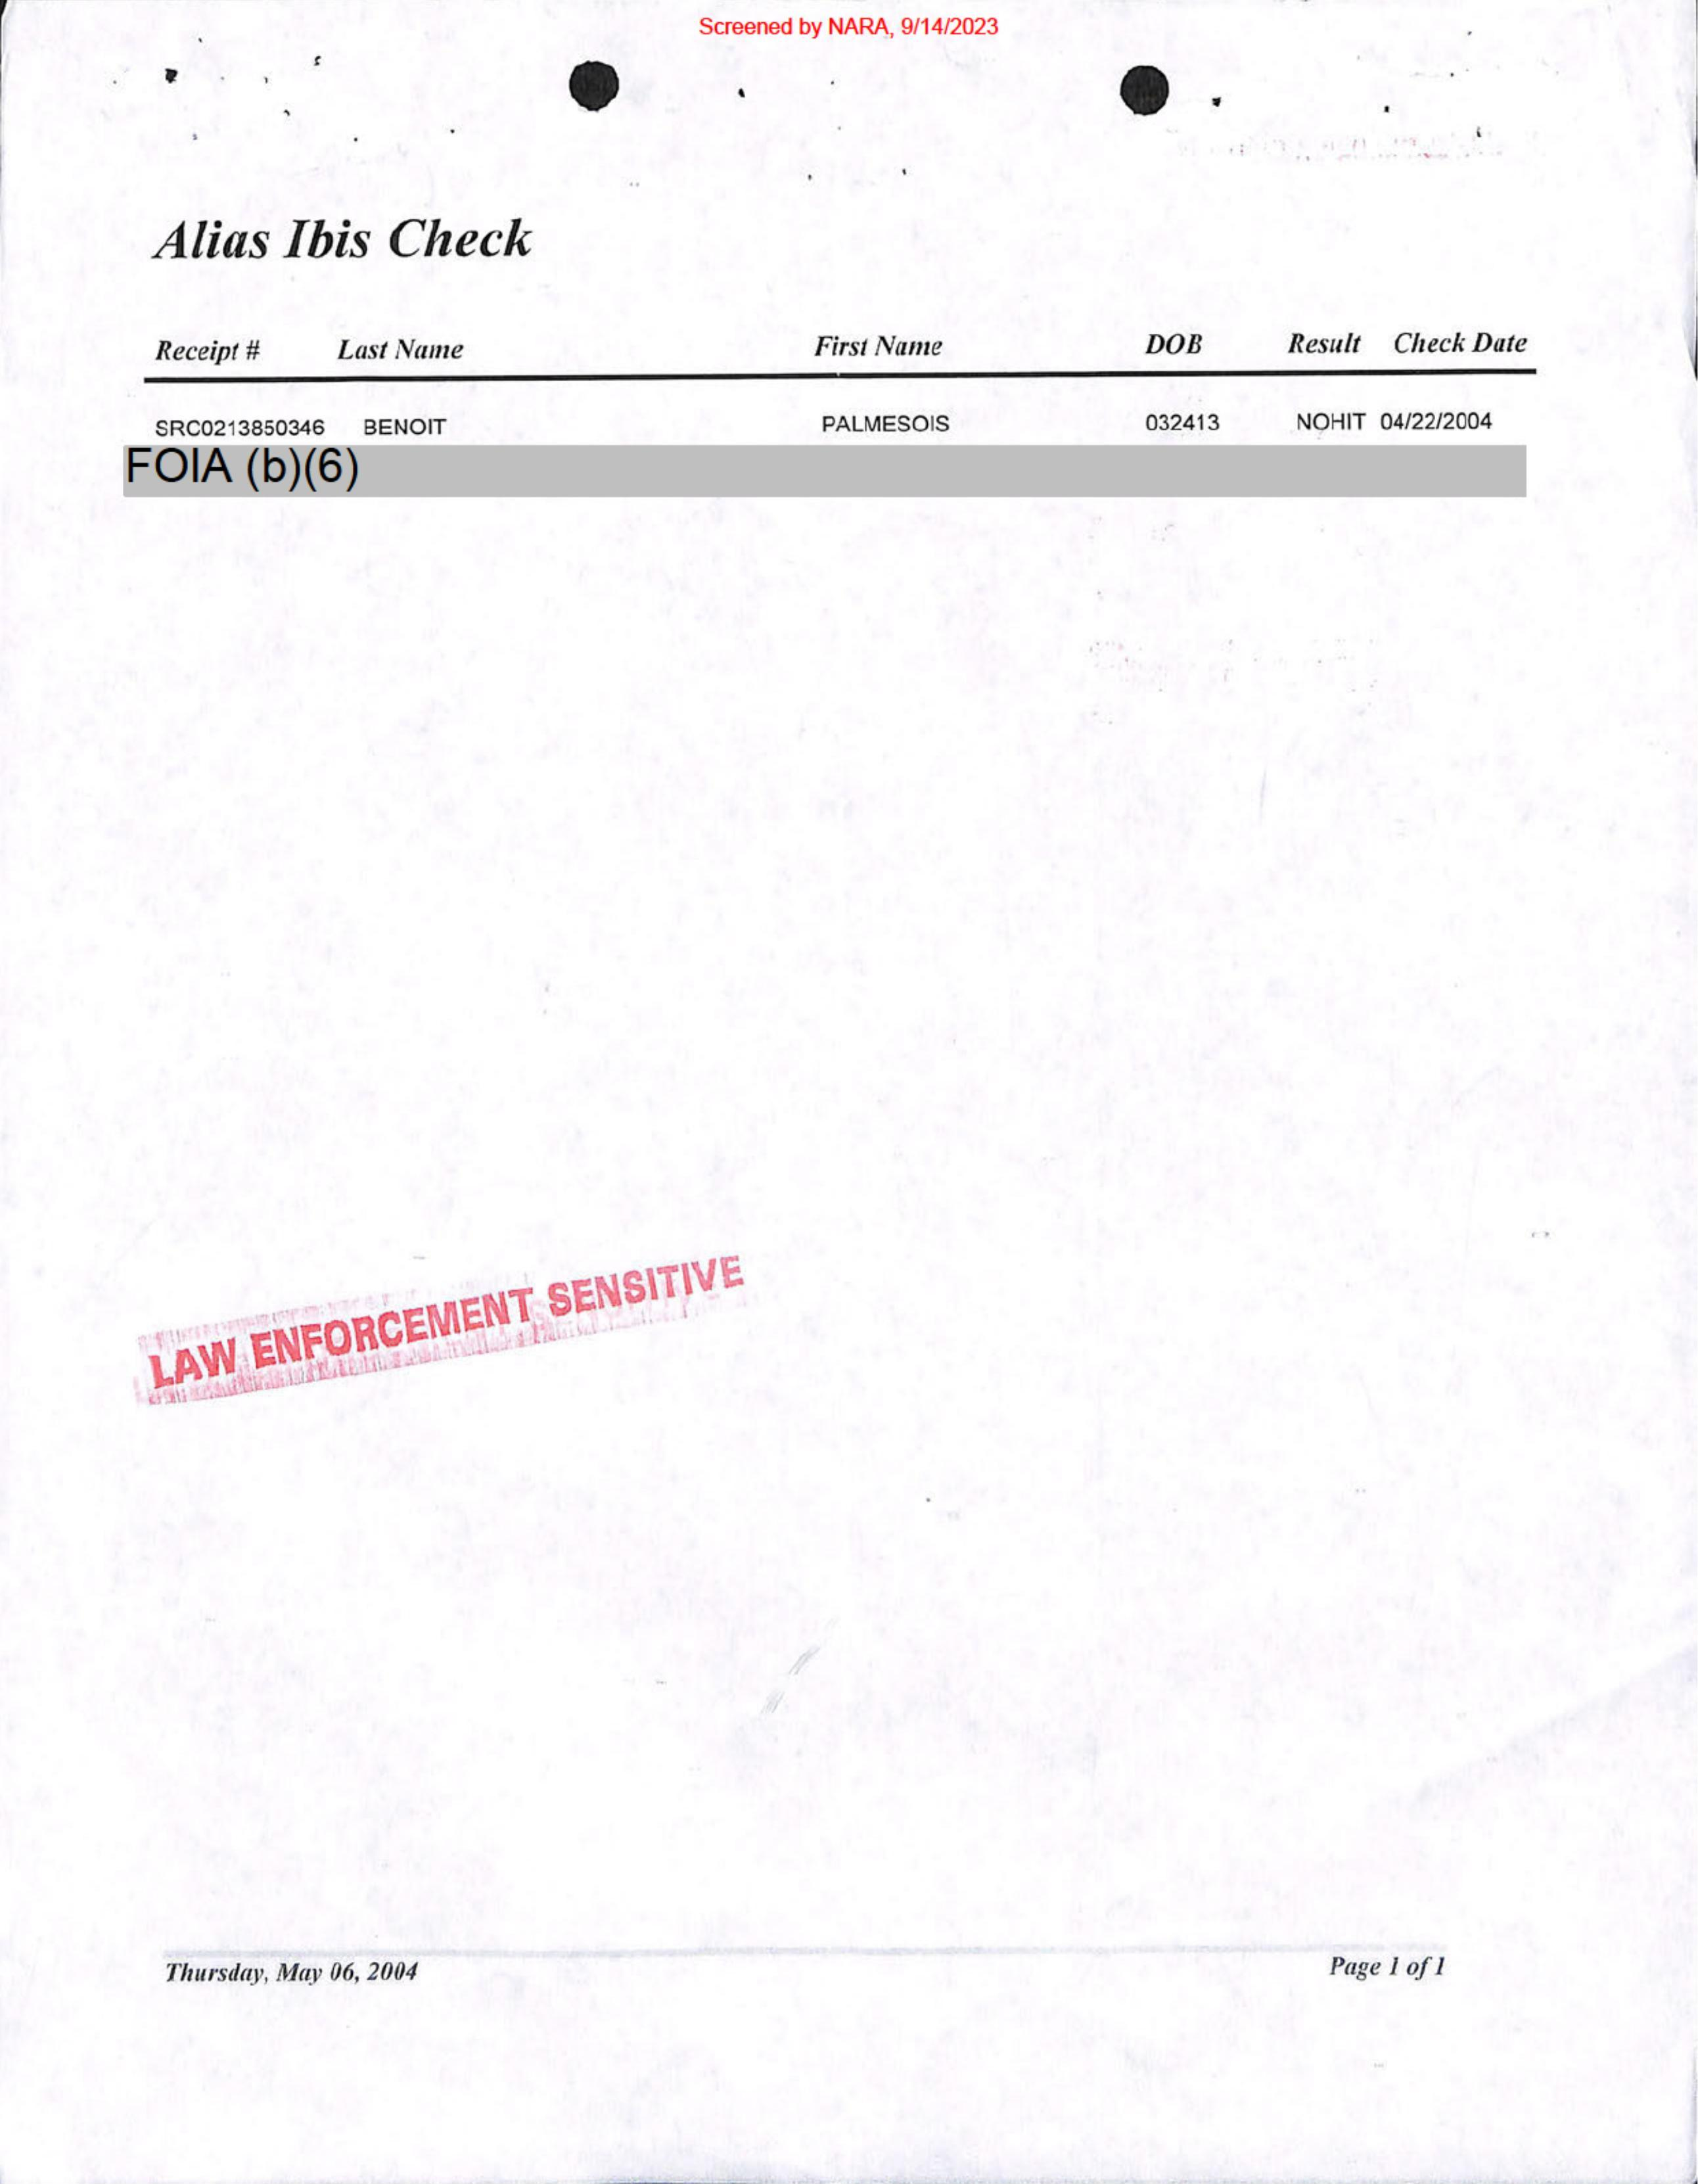 Screened by NARA, 9/14/2023
Alias Ibis Check
Receipt # Last Name First Name DOB Result Check Date
SRC0213850346 BENOIT PALMESOIS 032413 NOHIT 04/22/2004
FOIA (b)(6)
LAW ENFORCEMENT SENSITIVE
Thursday, May 06, 2004 Page 1 of 1